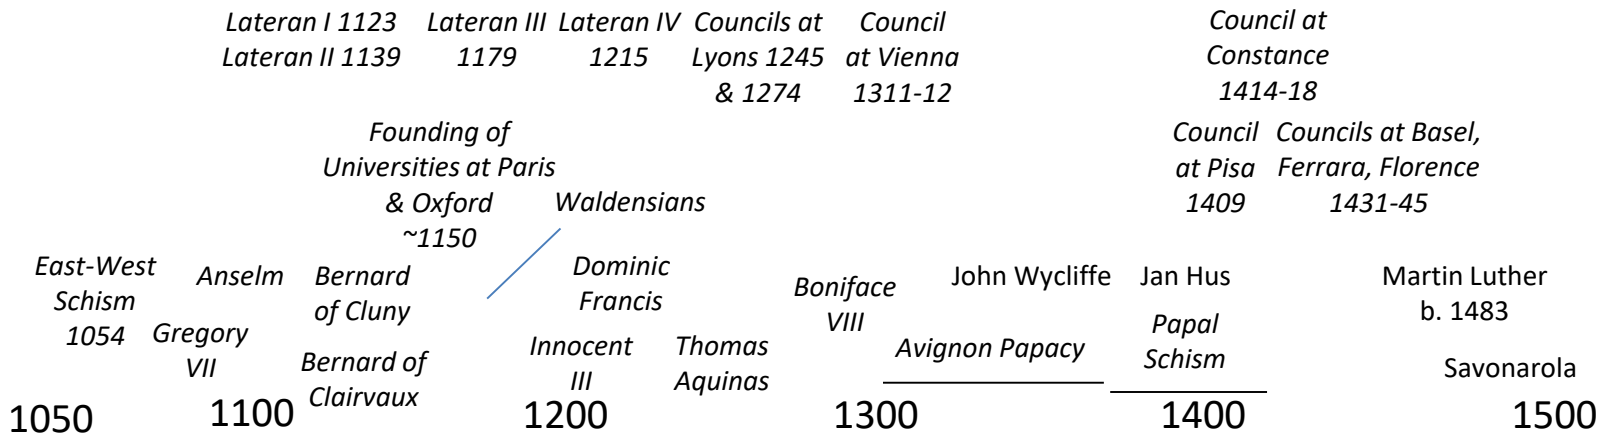 Lateran I 1123
Lateran II 1139
Lateran III
1179
Lateran IV
1215
Councils at
Lyons 1245
& 1274
Council
at Vienna
1311-12
Council at
Constance
1414-18
Founding of
Universities at Paris
& Oxford
~1150
Waldensians
Council
at Pisa
1409
Councils at Basel,
Ferrara, Florence
1431-45
East-West
Schism
1054
Anselm
Gregory
VII
Bernard
of Cluny
Bernard of
Clairvaux
Dominic
Francis
Innocent
III
Thomas
Aquinas
Boniface
VIII
John Wycliffe
Avignon Papacy
Jan Hus
Papal
Schism
Martin Luther
b. 1483
Savonarola
1050
1100
1200
1300
1400
1500